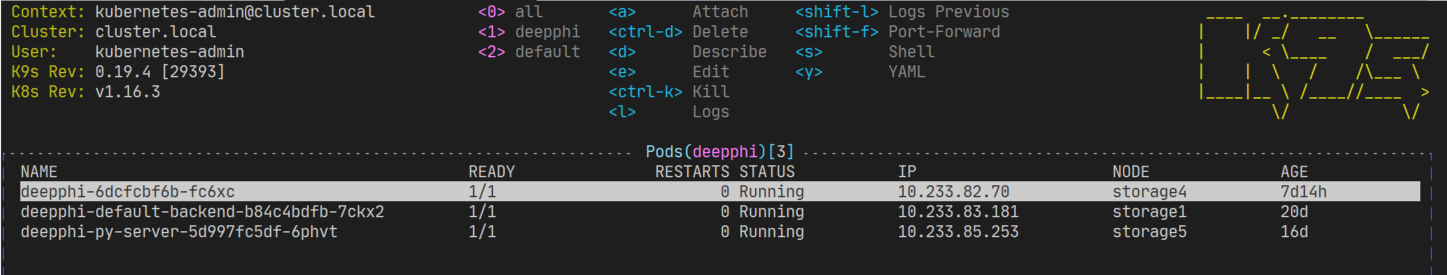 Context: kubernetes-admin@cluster.local <0> all <a> Attach <shift-l> Logs Previous
Cluster: cluster.local <1> deepphi <ctrl-d> Delete <shift-f> Port-Forward
User: kubernetes-admin <2> default <d> Describe <s> Shell
K9s Rev: 0.19.4 [29393] <e> Edit <y> YAML
K8s Rev: v1.16.3 <ctrl-k> Kill
<l> Logs
Pods(deepphi)[3]
NAME READY RESTARTS STATUS IP NODE AGE
deepphi-6dcfcbf6b-fc6xc 1/1 0 Running 10.233.82.70 storage4 7d14h
deepphi-default-backend-b84c4bdfb-7ckx2 1/1 0 Running 10.233.83.181 storage1 20d
deepphi-py-server-5d997fc5df-6phvt 1/1 0 Running 10.233.85.253 storage5 16d